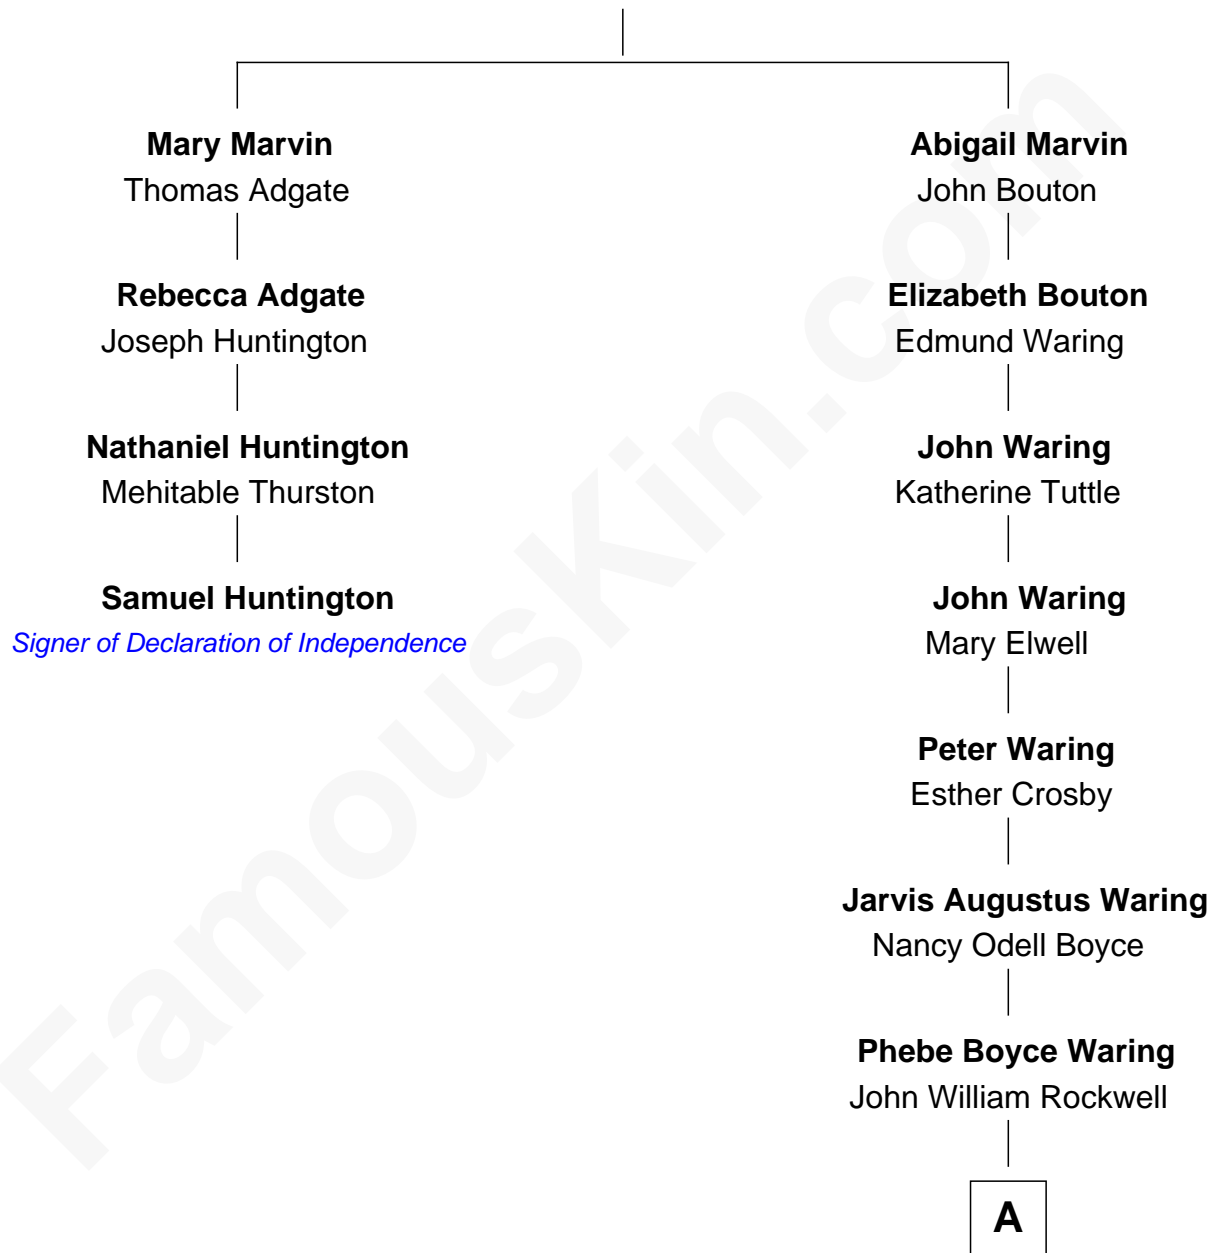 Mary Marvin
Thomas Adgate
Rebecca Adgate
Joseph Huntington
Nathaniel Huntington
Mehitable Thurston
Samuel Huntington
Signer of Declaration of Independence
Abigail Marvin
John Bouton
Elizabeth Bouton
Edmund Waring
John Waring
Katherine Tuttle
John Waring
Mary Elwell
Peter Waring
Esther Crosby
Jarvis Augustus Waring
Nancy Odell Boyce
Phebe Boyce Waring
John William Rockwell
A
FamousKin.com